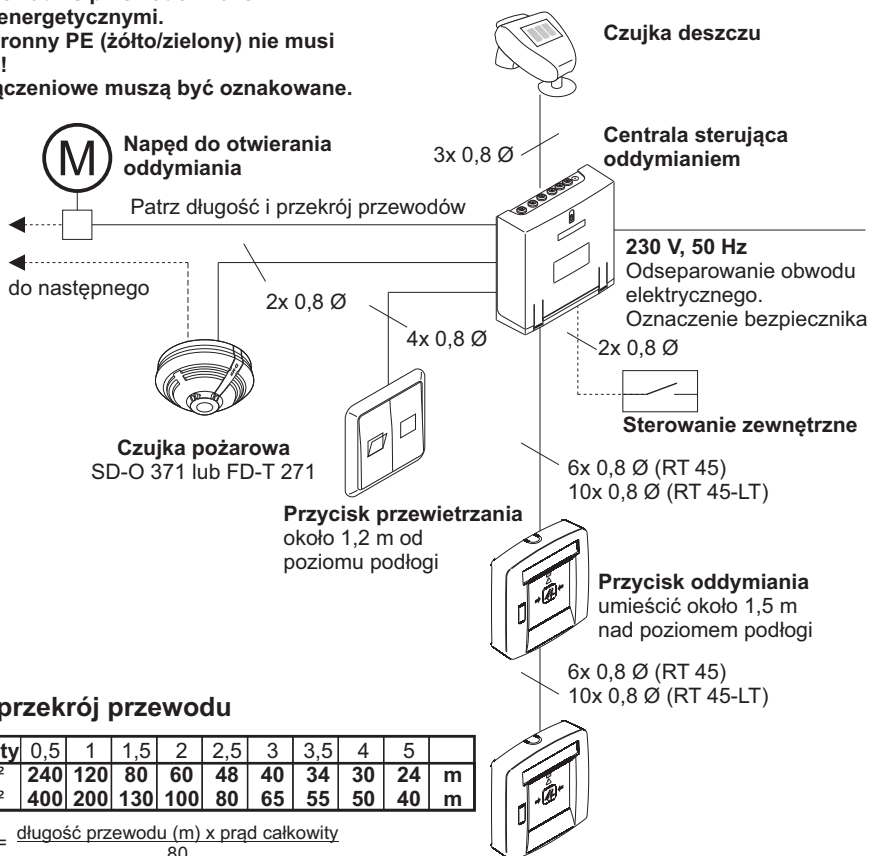 energetycznymi.
ronny PE (żółto/zielony) nie musi
!
ączeniowe muszą być oznakowane.
Czujka deszczu
M
Napęd do otwierania
oddymiania
3x 0,8 Ø
Centrala sterująca
oddymianiem
Patrz długość i przekrój przewodów
230 V, 50 Hz
Odseparowanie obwodu
elektrycznego.
Oznaczenie bezpiecznika
do następnego
2x 0,8 Ø
4x 0,8 Ø
2x 0,8 Ø
Sterowanie zewnętrzne
Czujka pożarowa
SD-O 371 lub FD-T 271
6x 0,8 Ø (RT 45)
10x 0,8 Ø (RT 45-LT)
Przycisk przewietrzania
około 1,2 m od
poziomu podłogi
Przycisk oddymiania
umieścić około 1,5 m
nad poziomem podłogi
6x 0,8 Ø (RT 45)
10x 0,8 Ø (RT 45-LT)
przekrój przewodu
ty 0,5 1 1,5 2 2,5 3 3,5 4 5
² 240 120 80 60 48 40 34 30 24 m
² 400 200 130 100 80 65 55 50 40 m
= długość przewodu (m) x prąd całkowity
80